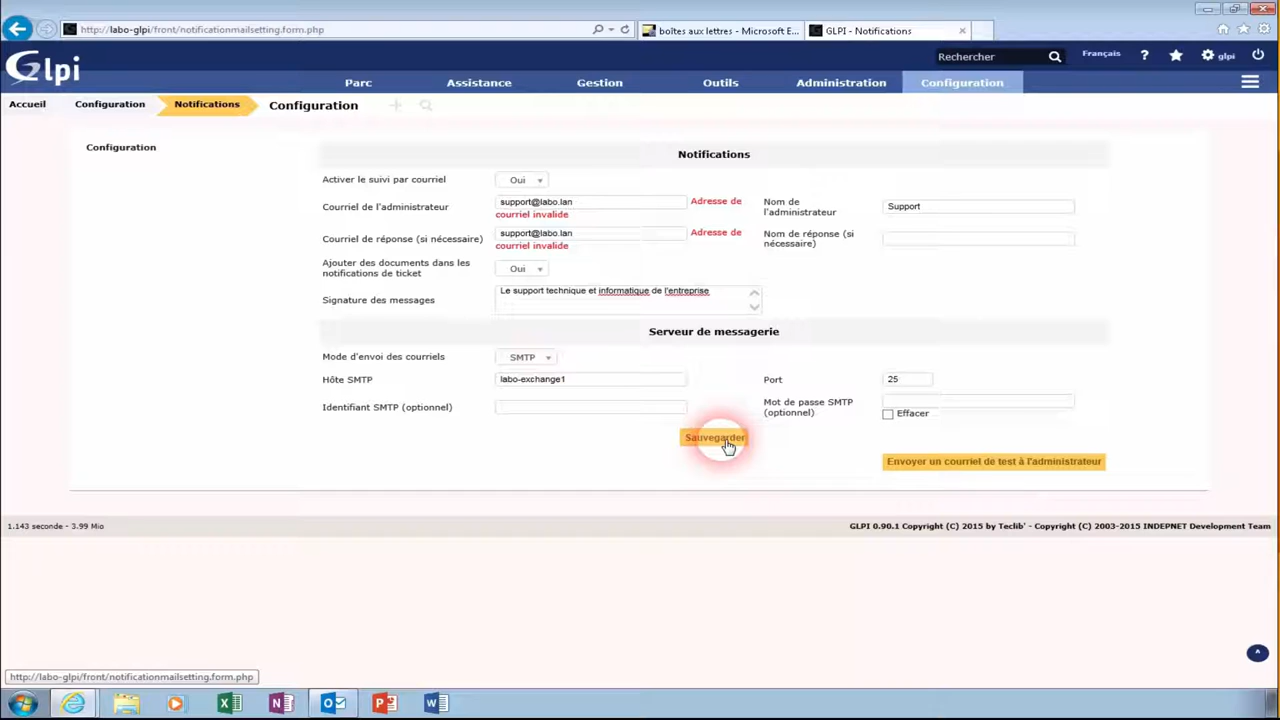 http://labo-glpi/front/notificationmailsetting.form.php
boîtes aux lettres - Microsoft E...
GLPI - Notifications
Glpi
Rechercher
Français
?
glpi
Parc
Assistance
Gestion
Outils
Administration
Configuration
Accueil
Configuration
Notifications
Configuration
Configuration
Notifications
Activer le suivi par courriel
Oui
Courriel de l'administrateur
support@labo.lan
Adresse de
courriel invalide
Nom de
l'administrateur
Support
Courriel de réponse (si nécessaire)
support@labo.lan
Adresse de
courriel invalide
Nom de réponse (si
nécessaire)
Ajouter des documents dans les
notifications de ticket
Oui
Signature des messages
Le support technique et informatique de l'entreprise
Serveur de messagerie
Mode d'envoi des courriels
SMTP
Hôte SMTP
labo-exchange1
Port
25
Identifiant SMTP (optionnel)
Mot de passe SMTP
(optionnel)
Effacer
Sauvegarder
Envoyer un courriel de test à l'administrateur
1.143 seconde - 3.99 Mio
GLPI 0.90.1 Copyright (C) 2015 by Teclib' - Copyright (C) 2003-2015 INDEPNET Development Team
http://labo-glpi/front/notificationmailsetting.form.php